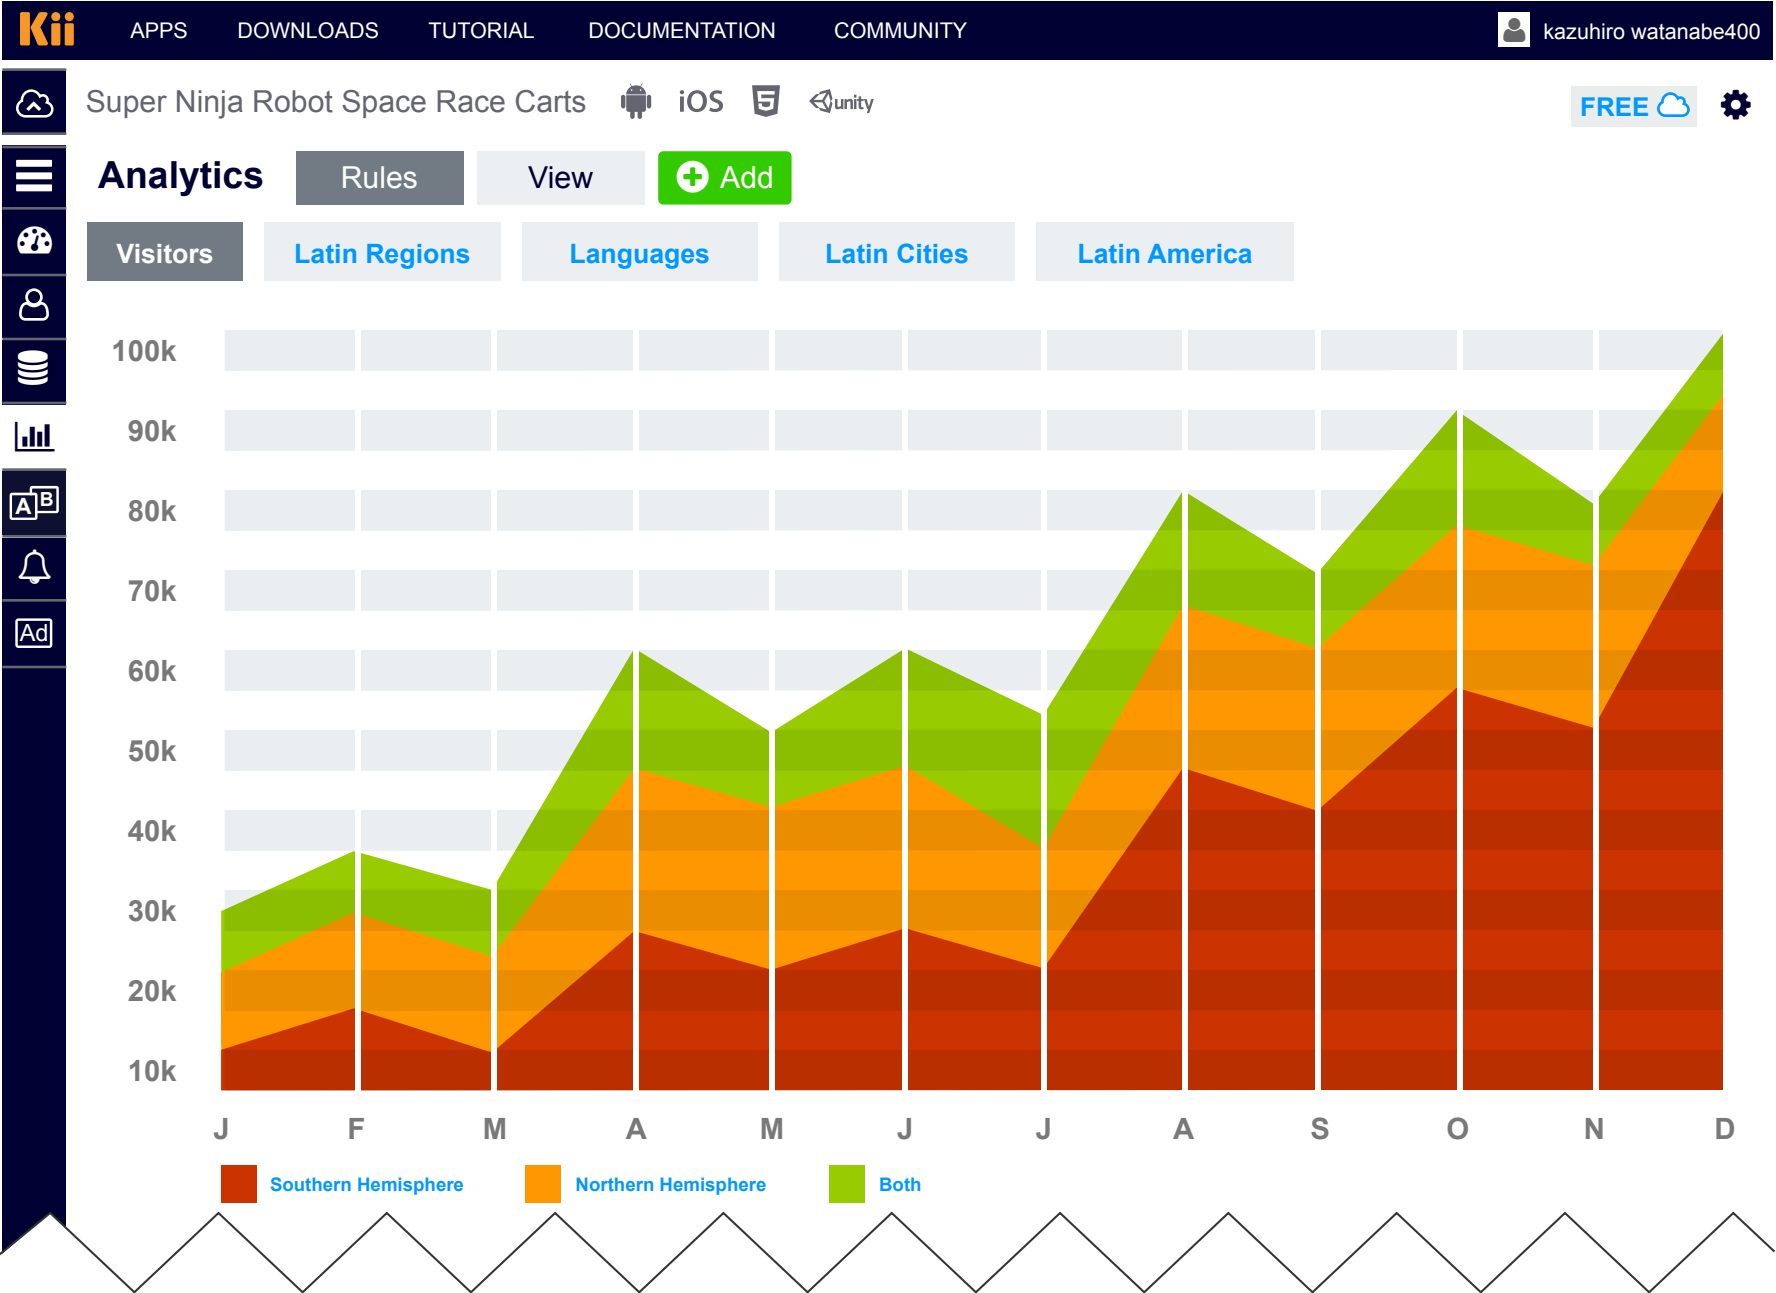 Kii APPS DOWNLOADS TUTORIAL DOCUMENTATION COMMUNITY kazuhiro watanabe400
Super Ninja Robot Space Race Carts iOS 5 unity FREE
Analytics Rules View Add
Visitors Latin Regions Languages Latin Cities Latin America
100k
90k
80k
70k
60k
50k
40k
30k
20k
10k
J F M A M J J A S O N D
Southern Hemisphere Northern Hemisphere Both
A B
Ad